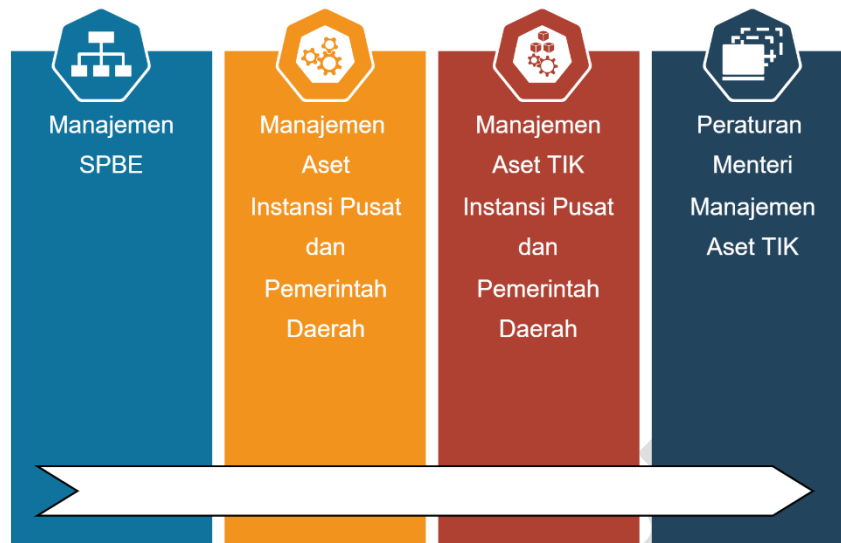 Manajemen
SPBE
Manajemen
Aset
Instansi Pusat
dan
Pemerintah
Daerah
Manajemen
Aset TIK
Instansi Pusat
dan
Pemerintah
Daerah
Peraturan
Menteri
Manajemen
Aset TIK